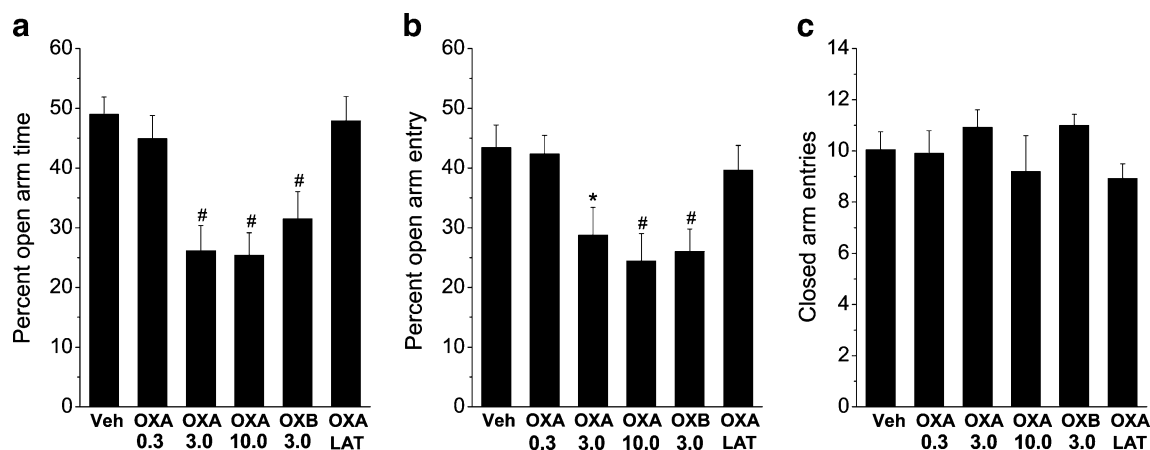 a
Percent open arm time
60
50
40
30
20
10
0
#
#
#
Veh OXA OXA OXA OXB OXA
0.3 3.0 10.0 3.0 LAT
b
Percent open arm entry
60
50
40
30
20
10
0
*
#
#
Veh OXA OXA OXA OXB OXA
0.3 3.0 10.0 3.0 LAT
c
Closed arm entries
14
12
10
8
6
4
2
0
Veh OXA OXA OXA OXB OXA
0.3 3.0 10.0 3.0 LAT